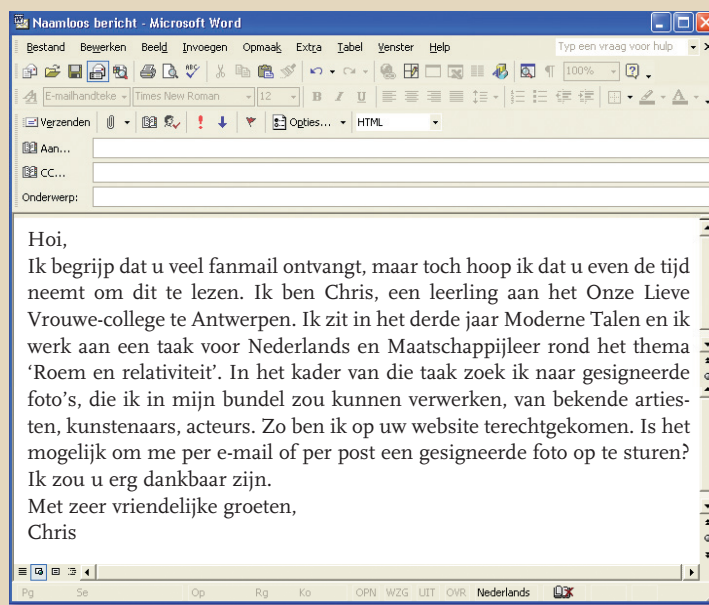 Naamloos bericht - Microsoft Word
Bestand Bewerken Beeld Invoegen Opmaak Extra Tabel Venster Help Typ een vraag voor hulp
100%
E-mailhandteke Times New Roman 12 B I U
Verzenden Opties... HTML
Aan...
CC...
Onderwerp:
Hoi,
Ik begrijp dat u veel fanmail ontvangt, maar toch hoop ik dat u even de tijd
neemt om dit te lezen. Ik ben Chris, een leerling aan het Onze Lieve
Vrouwe-college te Antwerpen. Ik zit in het derde jaar Moderne Talen en ik
werk aan een taak voor Nederlands en Maatschappijleer rond het thema
‘Roem en relativiteit’. In het kader van die taak zoek ik naar gesigneerde
foto’s, die ik in mijn bundel zou kunnen verwerken, van bekende arties-
ten, kunstenaars, acteurs. Zo ben ik op uw website terechtgekomen. Is het
mogelijk om me per e-mail of per post een gesigneerde foto op te sturen?
Ik zou u erg dankbaar zijn.
Met zeer vriendelijke groeten,
Chris
Pg Se Op Rg Ko OPN WZG UIT OVR Nederlands